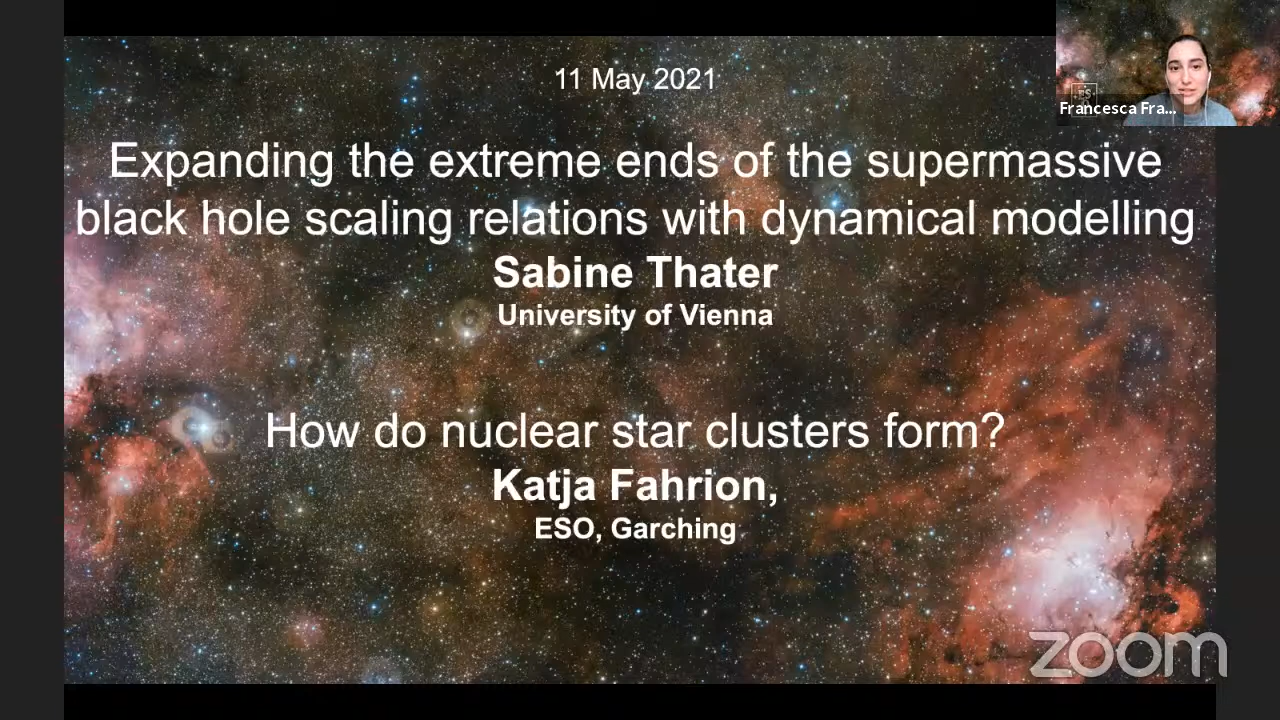 11 May 2021
Francesca Fra...
Expanding the extreme ends of the supermassive
black hole scaling relations with dynamical modelling
Sabine Thater
University of Vienna
How do nuclear star clusters form?
Katja Fahrion,
ESO, Garching
zoom